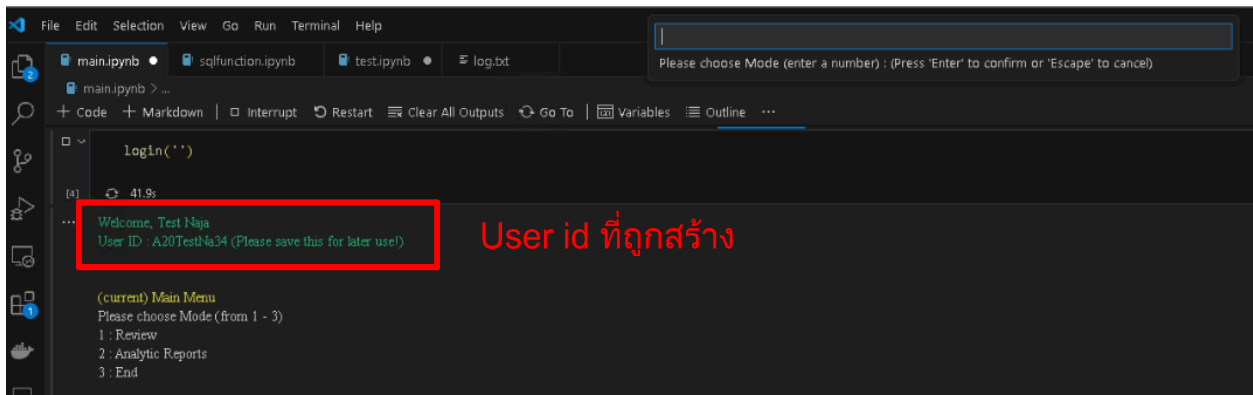 File Edit Selection View Go Run Terminal Help
Please choose Mode (enter a number) : (Press 'Enter' to confirm or 'Escape' to cancel)
main.ipynb sqlfunction.ipynb test.ipynb log.txt
main.ipynb > ...
+ Code + Markdown | Interrupt Restart Clear All Outputs Go To | Variables Outline ...
login('')
[4] 41.9s
... Welcome, Test Naja
User ID : A20TestNa34 (Please save this for later use!)
User id ที่ถูกสร้าง
(current) Main Menu
Please choose Mode (from 1 - 3)
1 : Review
2 : Analytic Reports
3 : End
2
1